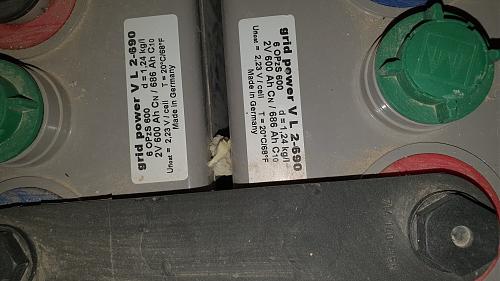 grid power V L 2-690
6 OPzS 600 d = 1,24 kg/l
2V 600 Ah CN / 686 Ah C10
Ufloat = 2,23 V / cell T = 20°C/68°F
Made in Germany
grid power V L 2-690
6 OPzS 600 d = 1,24 kg/l
2V 600 Ah CN / 686 Ah C10
Ufloat = 2,23 V / cell T = 20°C/68°F
Made in Germany